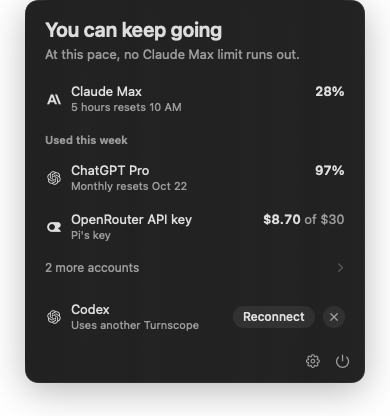 You can keep going
At this pace, no Claude Max limit runs out.
Claude Max 28%
5 hours resets 10 AM
Used this week
ChatGPT Pro 97%
Monthly resets Oct 22
OpenRouter API key $8.70 of $30
Pi's key
2 more accounts
Codex Reconnect
Uses another Turnscope